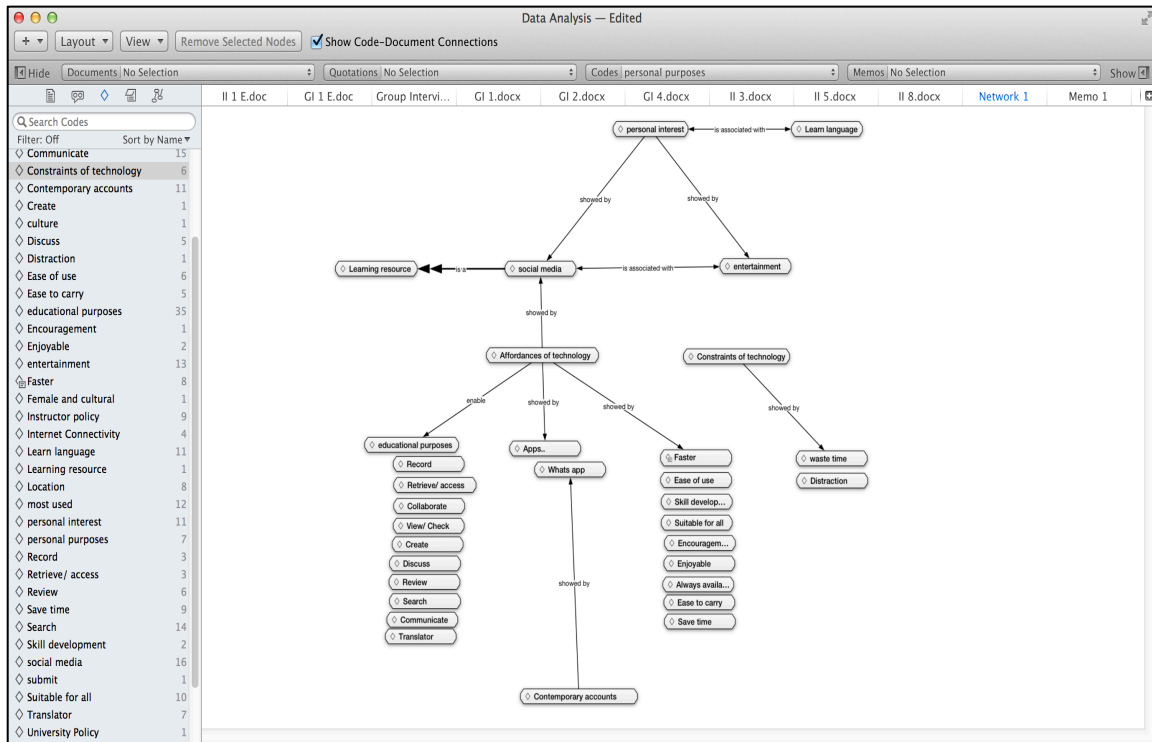 Data Analysis — Edited
+ Layout View Remove Selected Nodes Show Code-Document Connections
Hide Documents No Selection Quotations No Selection Codes personal purposes Memos No Selection Show
II 1 E.doc GI 1 E.doc Group Intervi... GI 1.docx GI 2.docx GI 4.docx II 3.docx II 5.docx II 8.docx Network 1 Memo 1
Search Codes
Filter: Off Sort by Name
Communicate 15
Constraints of technology 6
Contemporary accounts 11
Create 1
culture 1
Discuss 5
Distraction 1
Ease of use 6
Ease to carry 5
educational purposes 35
Encouragement 1
Enjoyable 2
entertainment 13
Faster 8
Female and cultural 1
Instructor policy 9
Internet Connectivity 4
Learn language 11
Learning resource 1
Location 8
most used 12
personal interest 11
personal purposes 7
Record 3
Retrieve/ access 3
Review 6
Save time 9
Search 14
Skill development 2
social media 16
submit 1
Suitable for all 10
Translator 7
University Policy 1
personal interest is associated with Learn language
showed by showed by
Learning resource is a social media is associated with entertainment
showed by
Affordances of technology Constraints of technology
enable showed by showed by showed by
educational purposes
Record
Retrieve/ access
Collaborate
View/ Check
Create
Discuss
Review
Search
Communicate
Translator
Apps..
Whats app
showed by
Contemporary accounts
Faster
Ease of use
Skill develop...
Suitable for all
Encouragem...
Enjoyable
Always availa...
Ease to carry
Save time
waste time
Distraction